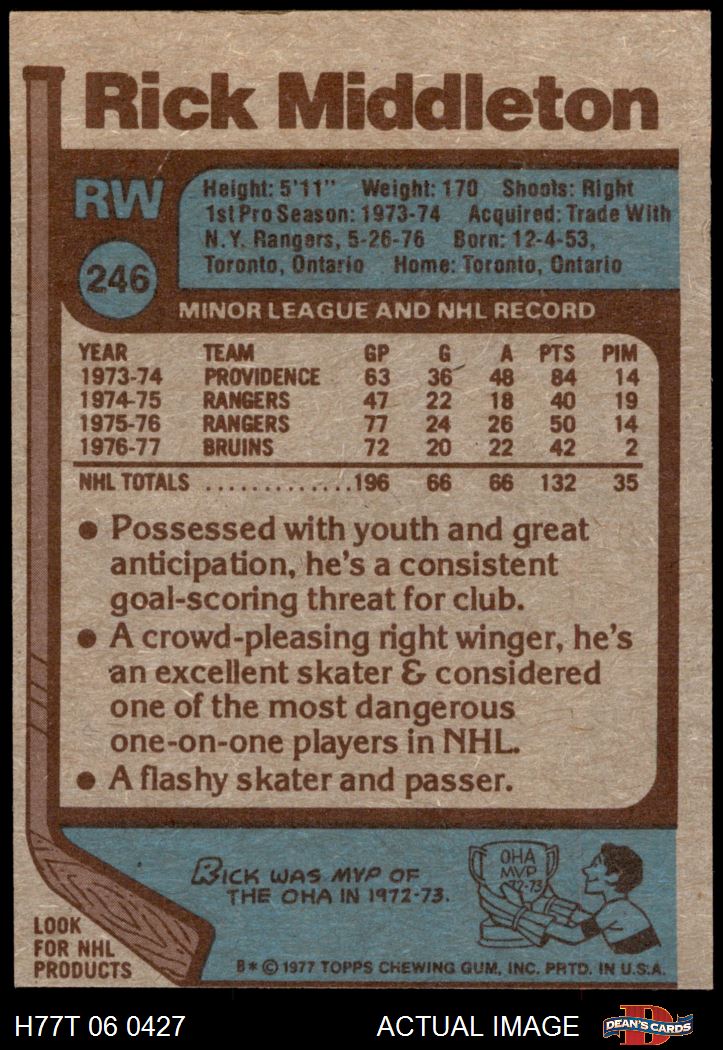 Rick Middleton
RW
246
Height: 5'11" Weight: 170 Shoots: Right
1st Pro Season: 1973-74 Acquired: Trade With
N.Y. Rangers, 5-26-76 Born: 12-4-53,
Toronto, Ontario Home: Toronto, Ontario
MINOR LEAGUE AND NHL RECORD
YEAR TEAM GP G A PTS PIM
1973-74 PROVIDENCE 63 36 48 84 14
1974-75 RANGERS 47 22 18 40 19
1975-76 RANGERS 77 24 26 50 14
1976-77 BRUINS 72 20 22 42 2
NHL TOTALS ..............196 66 66 132 35
● Possessed with youth and great
anticipation, he's a consistent
goal-scoring threat for club.
● A crowd-pleasing right winger, he's
an excellent skater & considered
one of the most dangerous
one-on-one players in NHL.
● A flashy skater and passer.
RICK WAS MVP OF
THE OHA IN 1972-73.
OHA
MVP
72-73
LOOK
FOR NHL
PRODUCTS
B* © 1977 TOPPS CHEWING GUM, INC. PRTD. IN U.S.A.
H77T 06 0427 ACTUAL IMAGE
D
DEAN'S CARDS